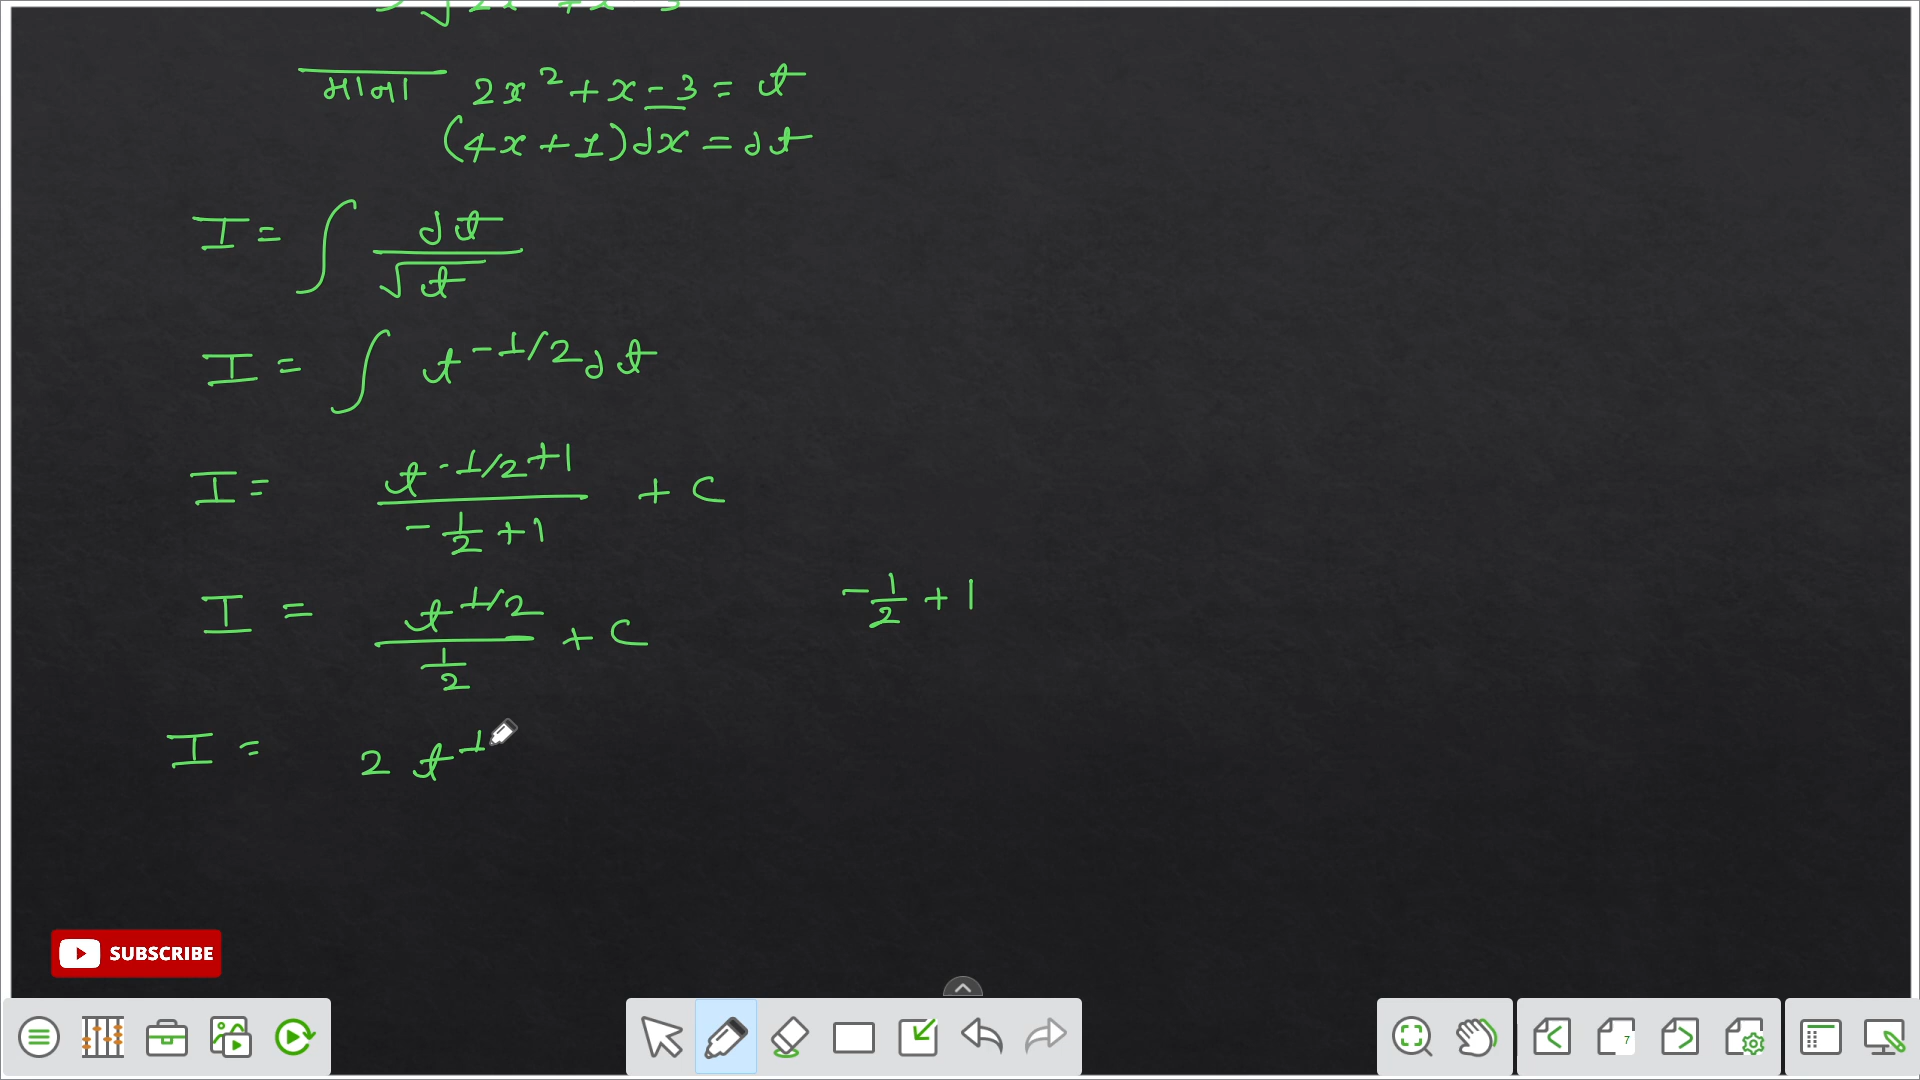 माना 2x² + x - 3 = t
(4x + 1)dx = dt
I = ∫ dt/√t
I = ∫ t^(-1/2) dt
I = t^(-1/2 + 1)/(-1/2 + 1) + C
I = t^(1/2)/(1/2) + C
-1/2 + 1
I = 2 t^1
SUBSCRIBE
7